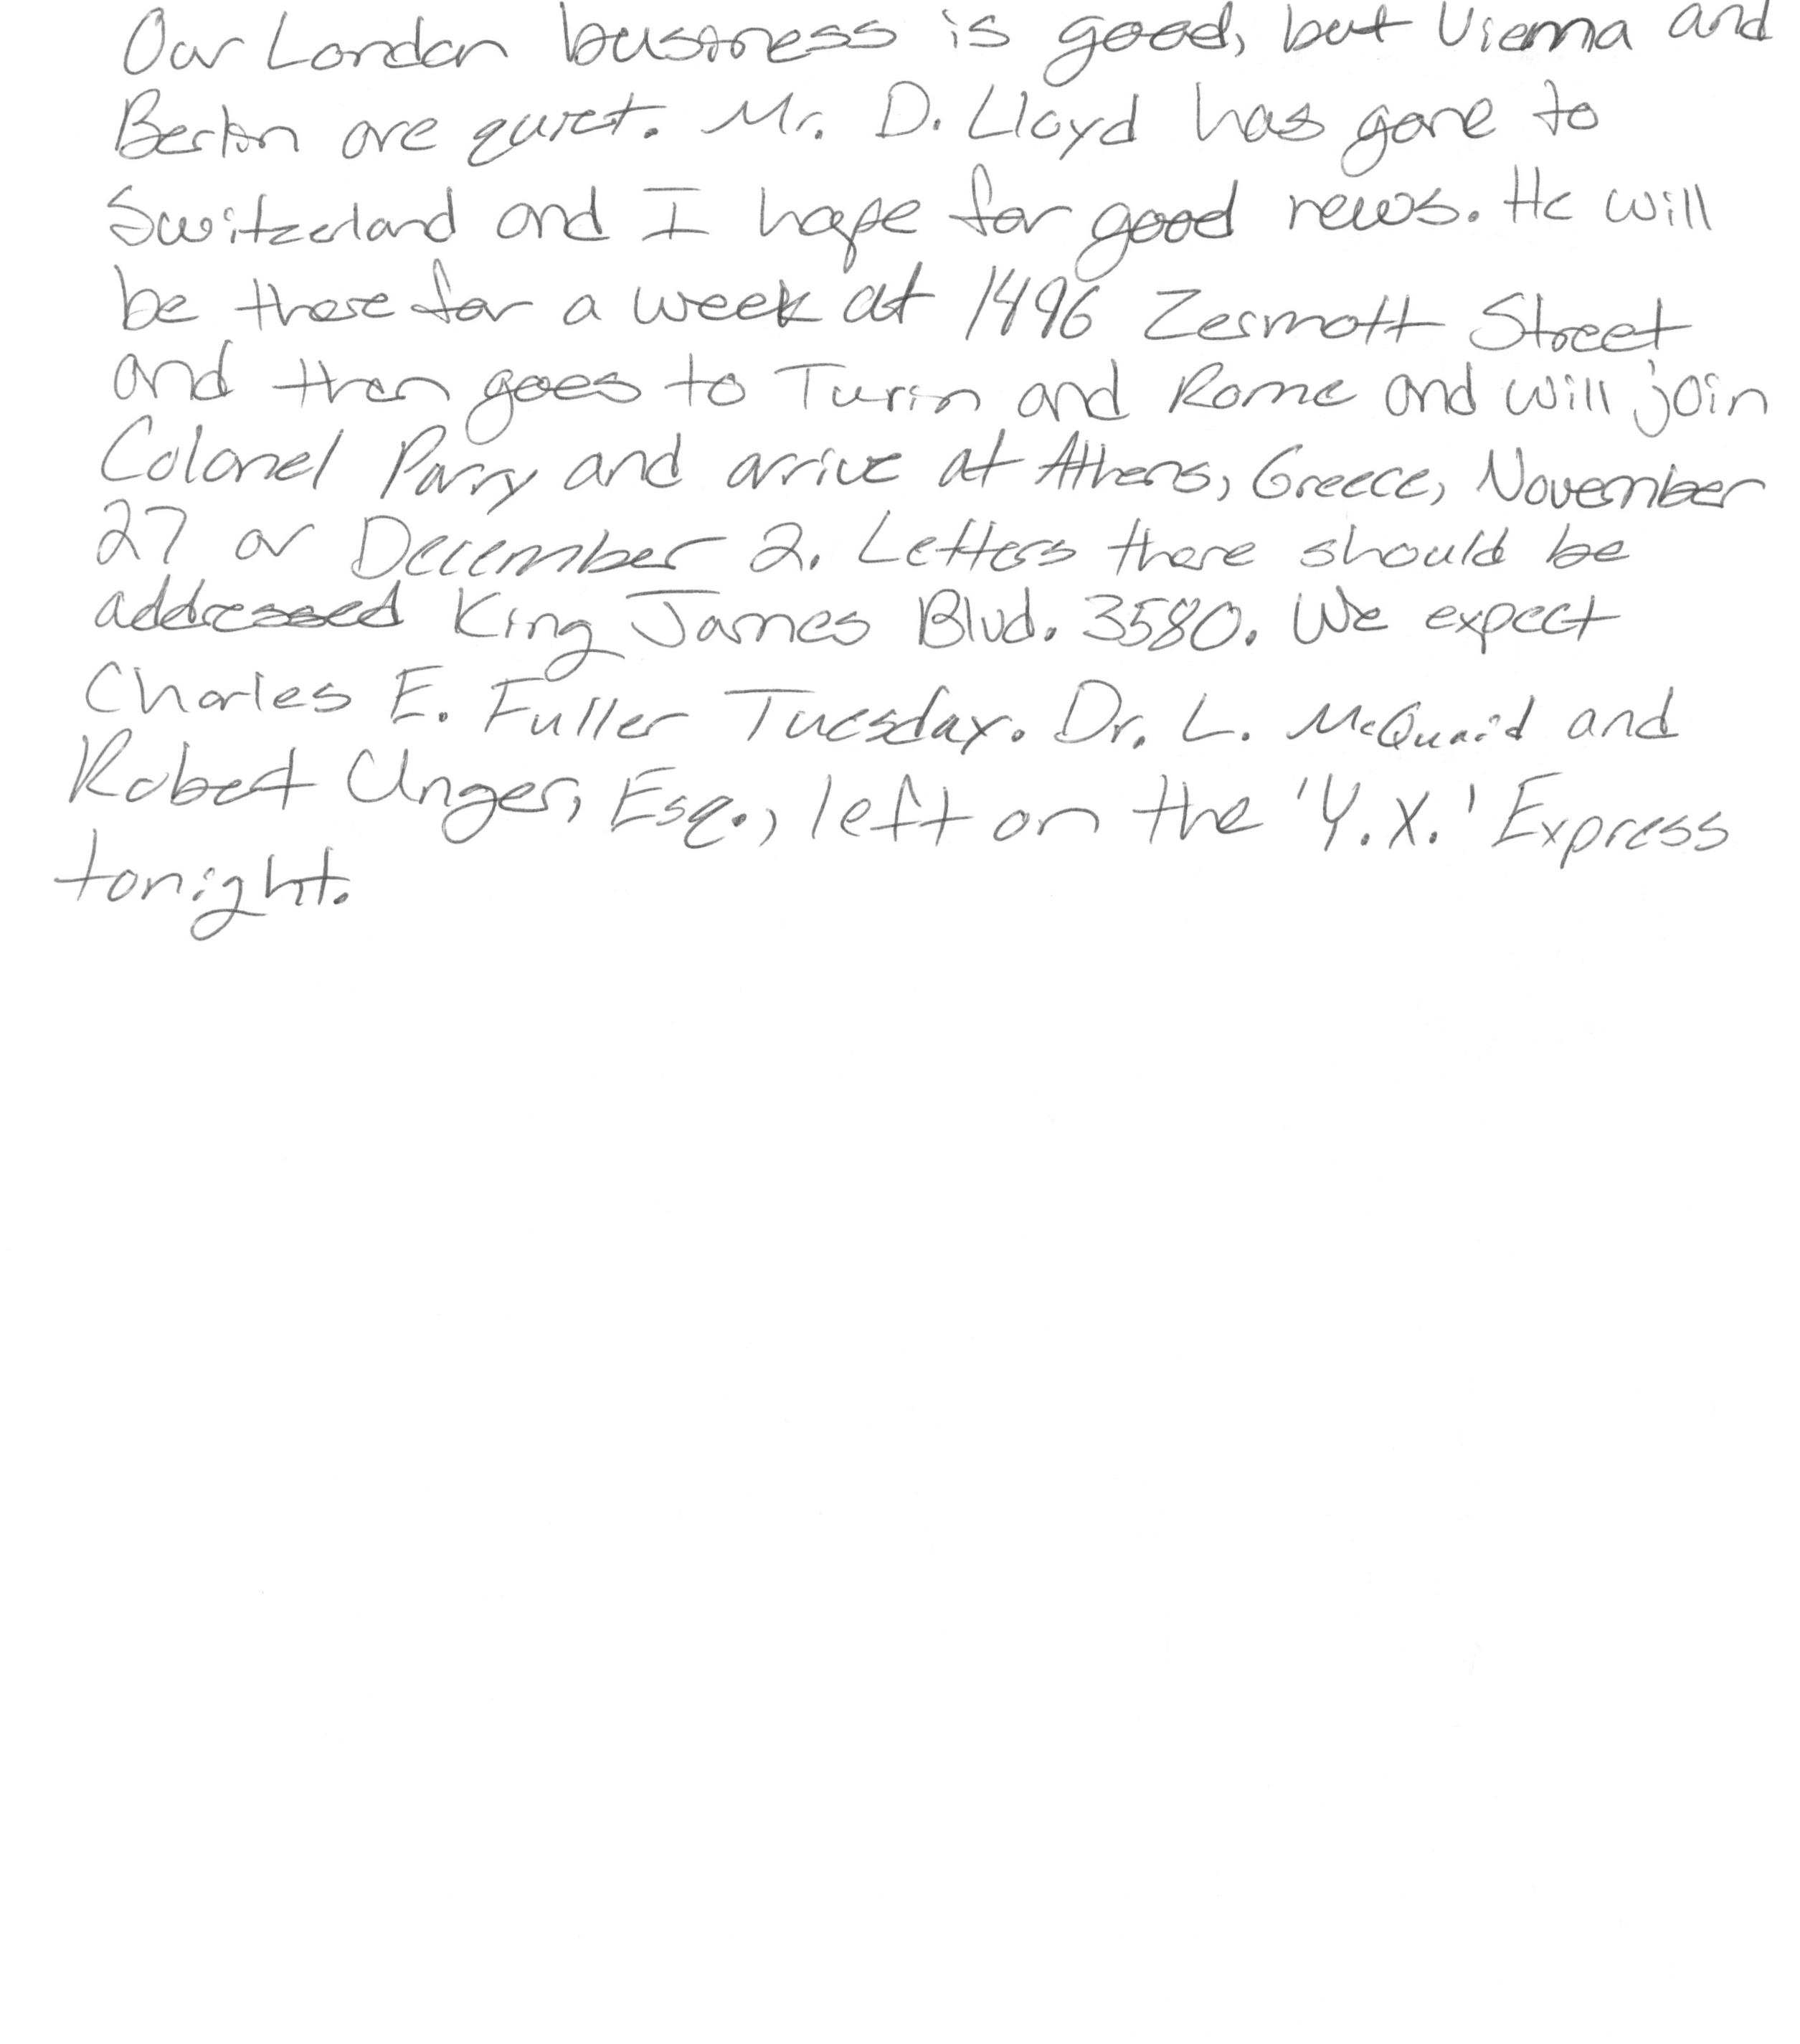 Our London business is good, but Vienna and
Berlin are quiet. Mr. D. Lloyd has gone to
Switzerland and I hope for good news. He will
be there for a week at 1496 Zermott Street
and then goes to Turin and Rome and will join
Colonel Parry and arrive at Athens, Greece, November
27 or December 2. Letters there should be
addressed King James Blvd. 3580. We expect
Charles E. Fuller Tuesday. Dr. L. McQuaid and
Robert Unger, Esq., left on the 'Y.X.' Express
tonight.